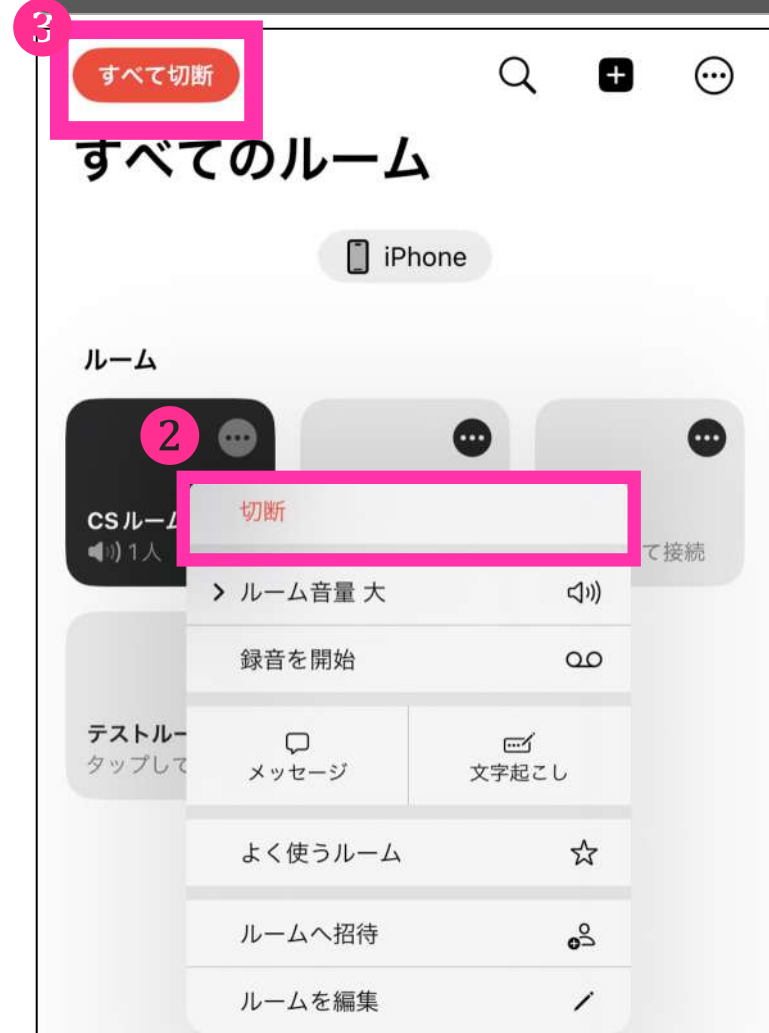 3
すべて切断
すべてのルーム
iPhone
ルーム
2
CSルーム
1人
切断
て接続
ルーム音量 大
録音を開始
テストルー
タップして
メッセージ
文字起こし
よく使うルーム
ルームへ招待
ルームを編集